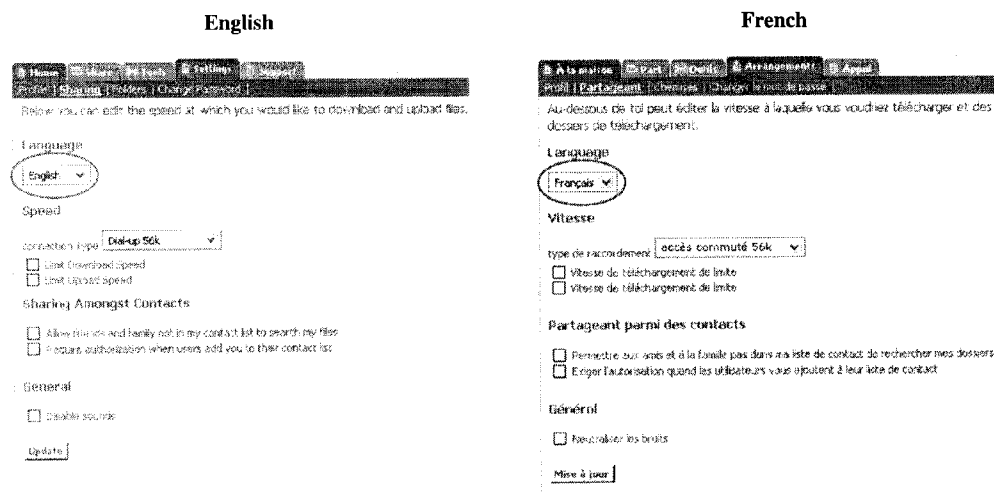 English
Home Share Tools Settings Support
Profile | Sharing | Folders | Change Password |
Below you can edit the speed at which you would like to download and upload files.
Language
English
Speed
connection type Dial-up 56k
Limit Download Speed
Limit Upload Speed
Sharing Amongst Contacts
Allow friends and family not in my contact list to search my files
Require authorization when users add you to their contact list
General
Disable sounds
Update
French
A la maison Part Outils Arrangements Appui
Profil | Partageant | Chemises | Changez le mot de passe |
Au-dessous de toi peut éditer la vitesse à laquelle vous voudriez télécharger et des
dossiers de téléchargement.
Language
Français
Vitesse
type de raccordement accès commuté 56k
Vitesse de téléchargement de limite
Vitesse de téléchargement de limite
Partageant parmi des contacts
Permettre aux amis et à la famille pas dans ma liste de contact de rechercher mes dossiers
Exiger l'autorisation quand les utilisateurs vous ajoutent à leur liste de contact
Général
Neutraliser les bruits
Mise à jour